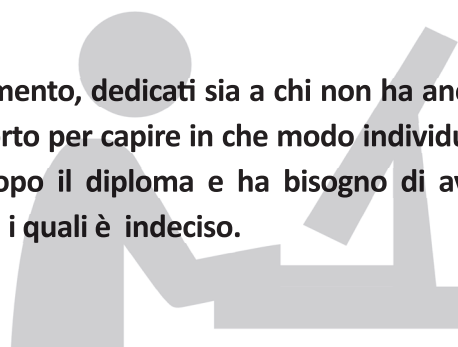 mento, dedicati sia a chi non ha anc
rto per capire in che modo individu
opo il diploma e ha bisogno di av
i quali è indeciso.